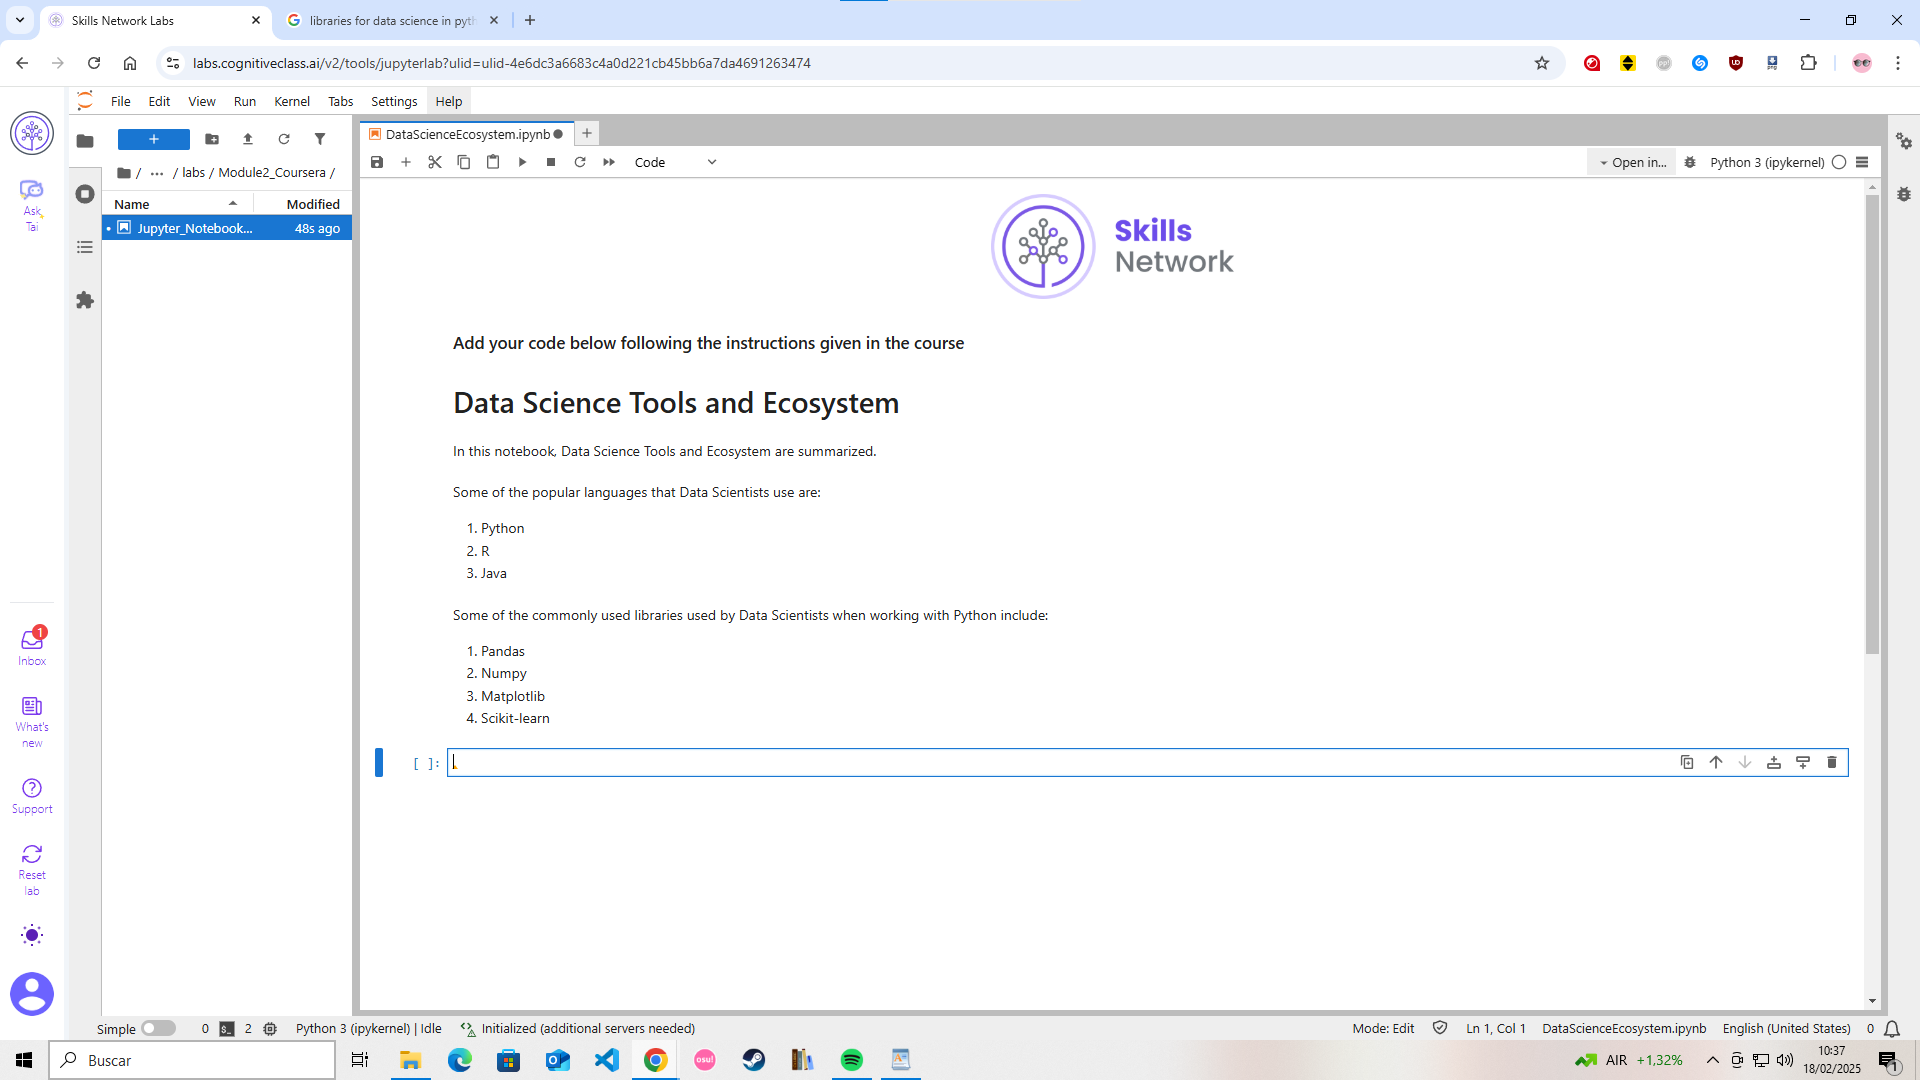 Skills Network Labs
libraries for data science in pyth
labs.cognitiveclass.ai/v2/tools/jupyterlab?ulid=ulid-4e6dc3a6683c4a0d221cb45bb6a7da4691263474
File Edit View Run Kernel Tabs Settings Help
Ask
Tai
/ ··· / labs / Module2_Coursera /
Name Modified
Jupyter_Notebook... 48s ago
DataScienceEcosystem.ipynb
Code
Open in...
Python 3 (ipykernel)
Skills
Network
Add your code below following the instructions given in the course
Data Science Tools and Ecosystem
In this notebook, Data Science Tools and Ecosystem are summarized.
Some of the popular languages that Data Scientists use are:
1. Python
2. R
3. Java
Some of the commonly used libraries used by Data Scientists when working with Python include:
1. Pandas
2. Numpy
3. Matplotlib
4. Scikit-learn
[ ]:
1
Inbox
What's
new
Support
Reset
lab
Simple 0 2 Python 3 (ipykernel) | Idle Initialized (additional servers needed)
Mode: Edit Ln 1, Col 1 DataScienceEcosystem.ipynb English (United States) 0
Buscar
osu!
AIR +1,32%
10:37
18/02/2025
1